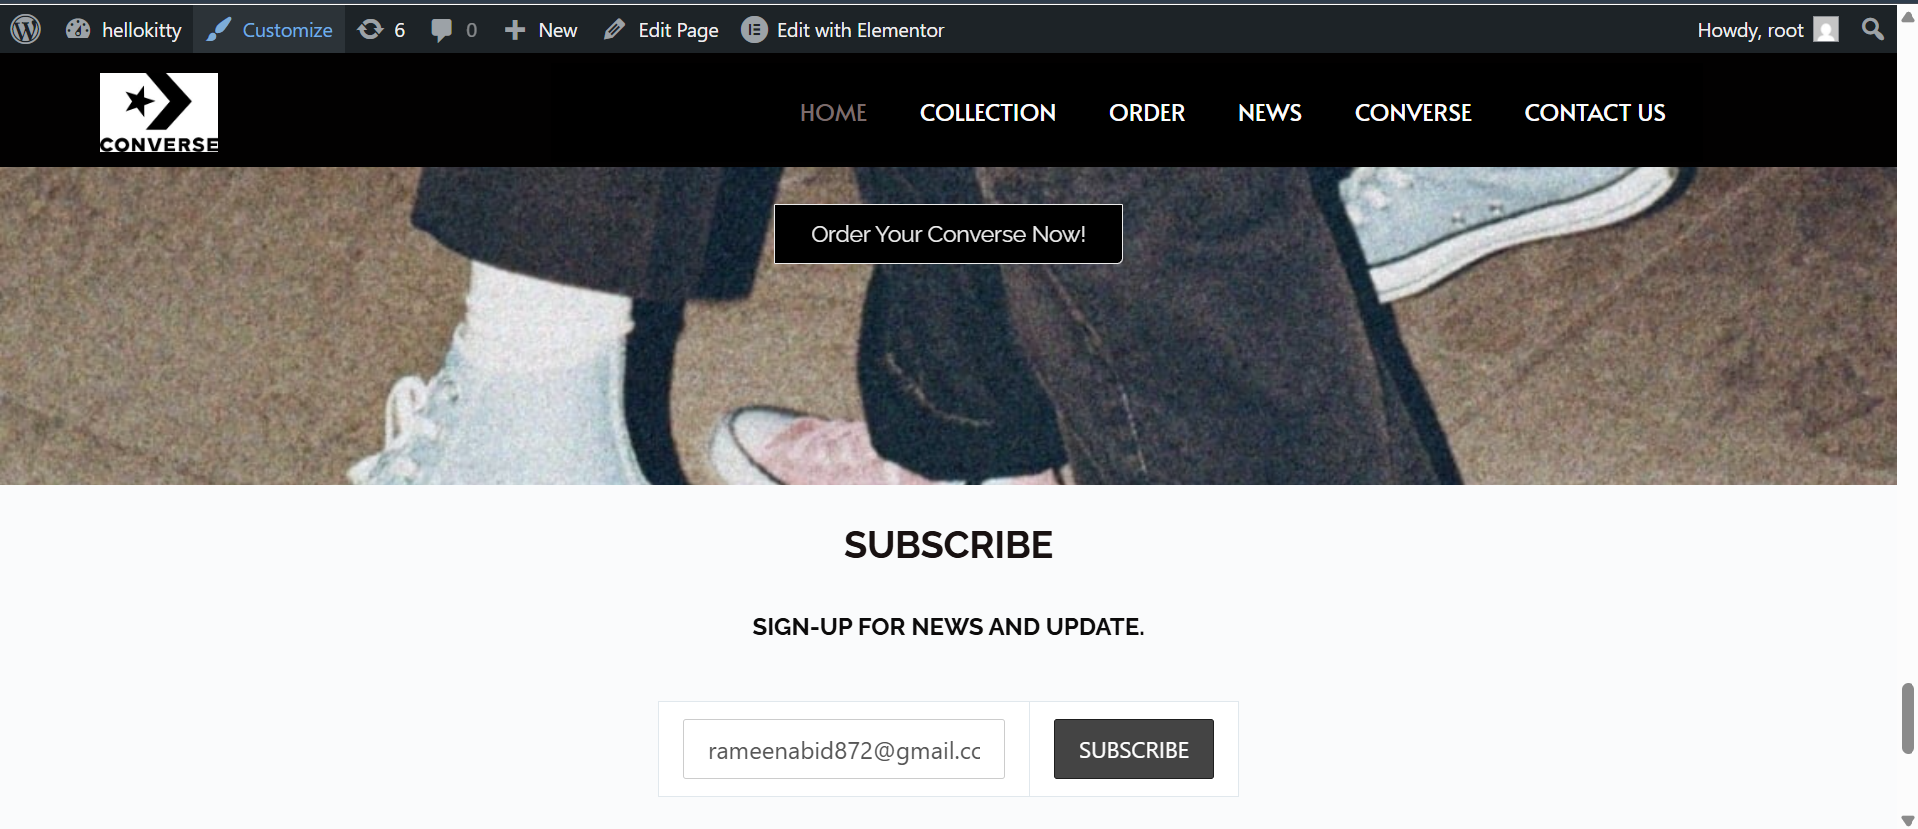 hellokitty Customize 6 0 New Edit Page Edit with Elementor Howdy, root
CONVERSE
HOME COLLECTION ORDER NEWS CONVERSE CONTACT US
Order Your Converse Now!
SUBSCRIBE
SIGN-UP FOR NEWS AND UPDATE.
rameenabid872@gmail.cc SUBSCRIBE